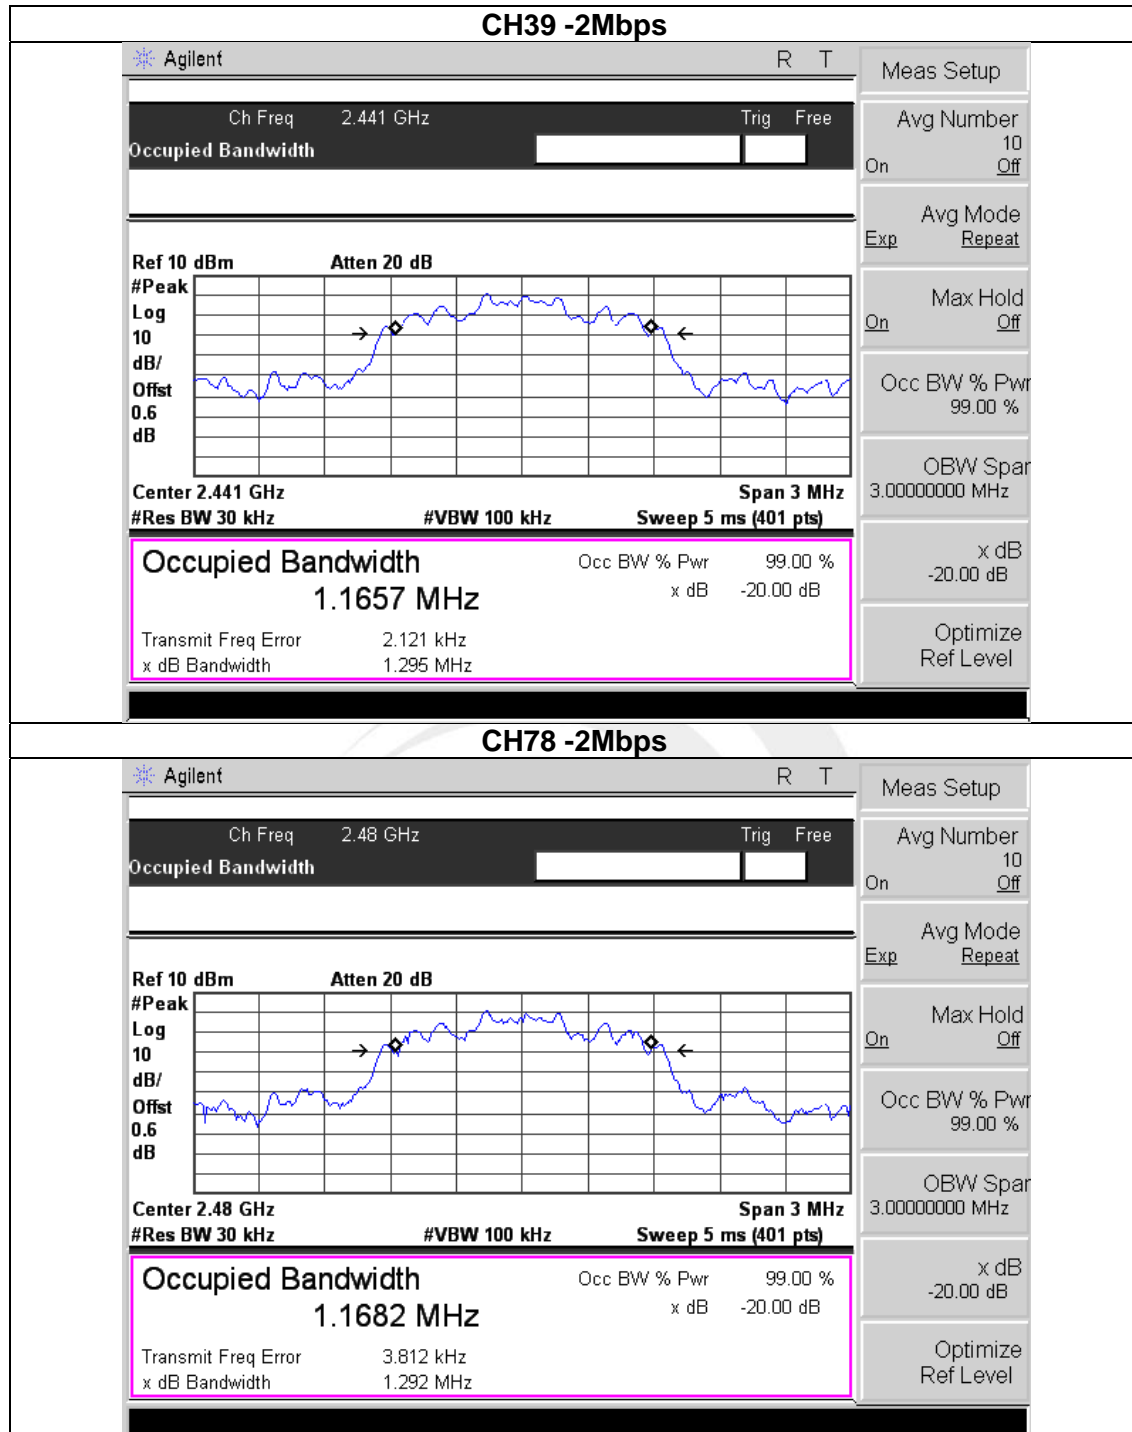 CH39 -2Mbps
Agilent R T
Meas Setup
Ch Freq 2.441 GHz Trig Free
Occupied Bandwidth
Avg Number
10
On Off
Avg Mode
Exp Repeat
Ref 10 dBm Atten 20 dB
#Peak
Log
10
dB/
Offst
0.6
dB
Max Hold
On Off
Occ BW % Pwr
99.00 %
Center 2.441 GHz Span 3 MHz
#Res BW 30 kHz #VBW 100 kHz Sweep 5 ms (401 pts)
OBW Span
3.00000000 MHz
Occupied Bandwidth Occ BW % Pwr 99.00 %
1.1657 MHz x dB -20.00 dB
Transmit Freq Error 2.121 kHz
x dB Bandwidth 1.295 MHz
x dB
-20.00 dB
Optimize
Ref Level
CH78 -2Mbps
Agilent R T
Meas Setup
Ch Freq 2.48 GHz Trig Free
Occupied Bandwidth
Avg Number
10
On Off
Avg Mode
Exp Repeat
Ref 10 dBm Atten 20 dB
#Peak
Log
10
dB/
Offst
0.6
dB
Max Hold
On Off
Occ BW % Pwr
99.00 %
Center 2.48 GHz Span 3 MHz
#Res BW 30 kHz #VBW 100 kHz Sweep 5 ms (401 pts)
OBW Span
3.00000000 MHz
Occupied Bandwidth Occ BW % Pwr 99.00 %
1.1682 MHz x dB -20.00 dB
Transmit Freq Error 3.812 kHz
x dB Bandwidth 1.292 MHz
x dB
-20.00 dB
Optimize
Ref Level